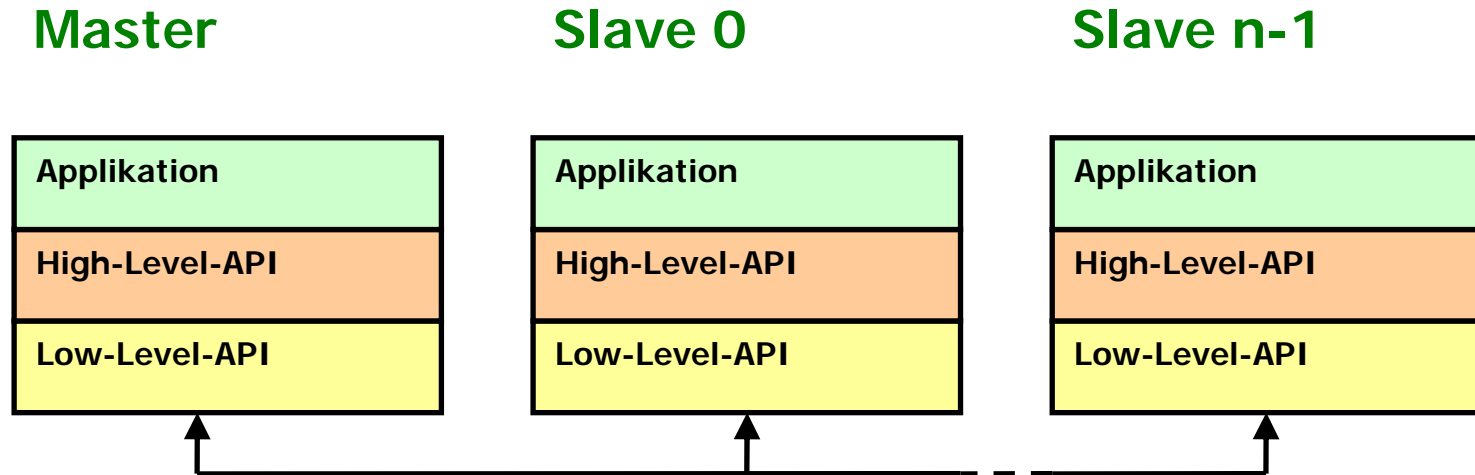 Master
Slave 0
Slave n-1
Applikation
Applikation
Applikation
High-Level-API
High-Level-API
High-Level-API
Low-Level-API
Low-Level-API
Low-Level-API